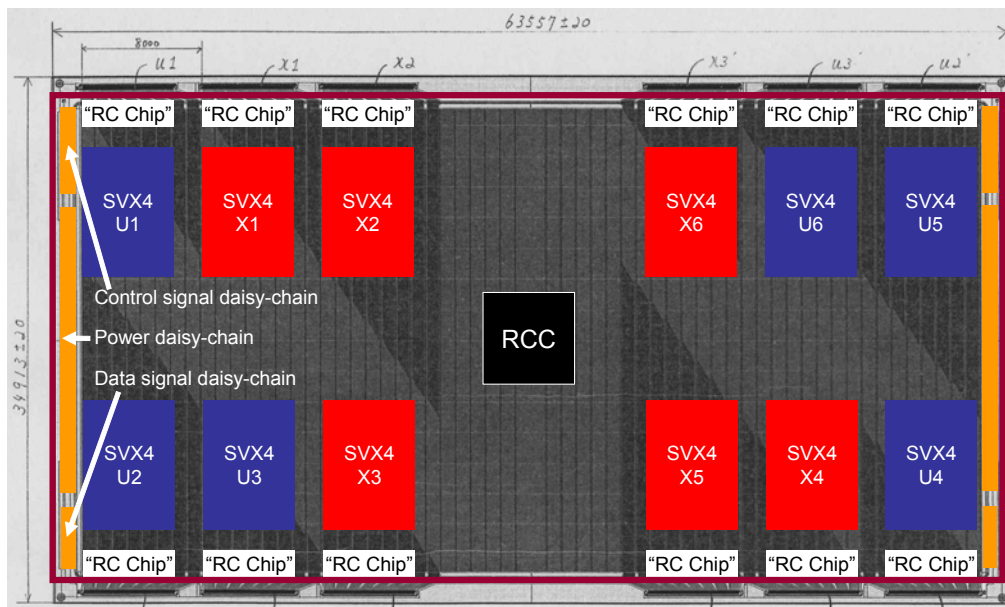 63557±20
8000
U1
X1
X2
X3'
U3'
U2'
“RC Chip”
“RC Chip”
“RC Chip”
“RC Chip”
“RC Chip”
“RC Chip”
SVX4
U1
SVX4
X1
SVX4
X2
SVX4
X6
SVX4
U6
SVX4
U5
Control signal daisy-chain
Power daisy-chain
Data signal daisy-chain
RCC
34913±20
SVX4
U2
SVX4
U3
SVX4
X3
SVX4
X5
SVX4
X4
SVX4
U4
“RC Chip”
“RC Chip”
“RC Chip”
“RC Chip”
“RC Chip”
“RC Chip”